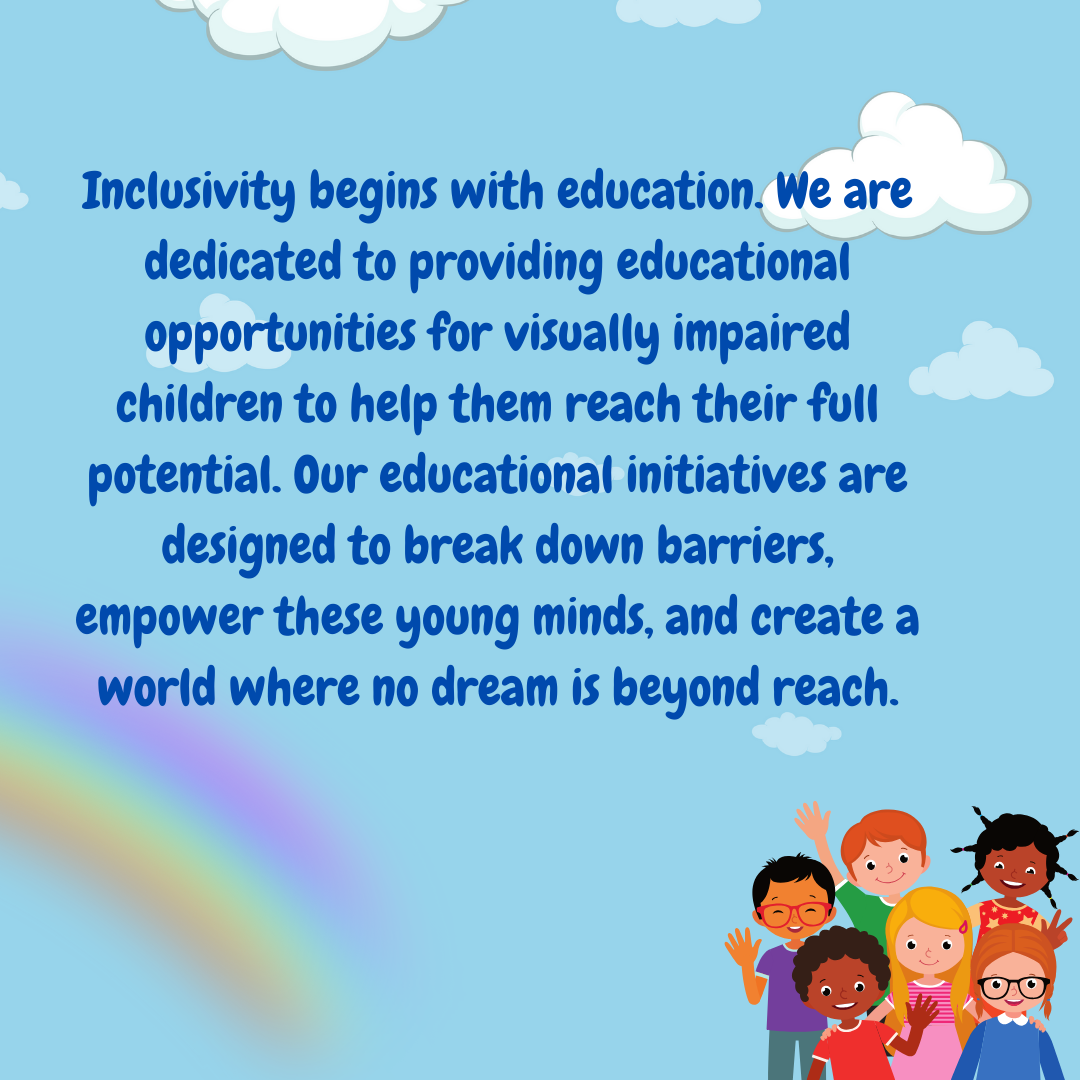 Inclusivity begins with education. We are
dedicated to providing educational
opportunities for visually impaired
children to help them reach their full
potential. Our educational initiatives are
designed to break down barriers,
empower these young minds, and create a
world where no dream is beyond reach.